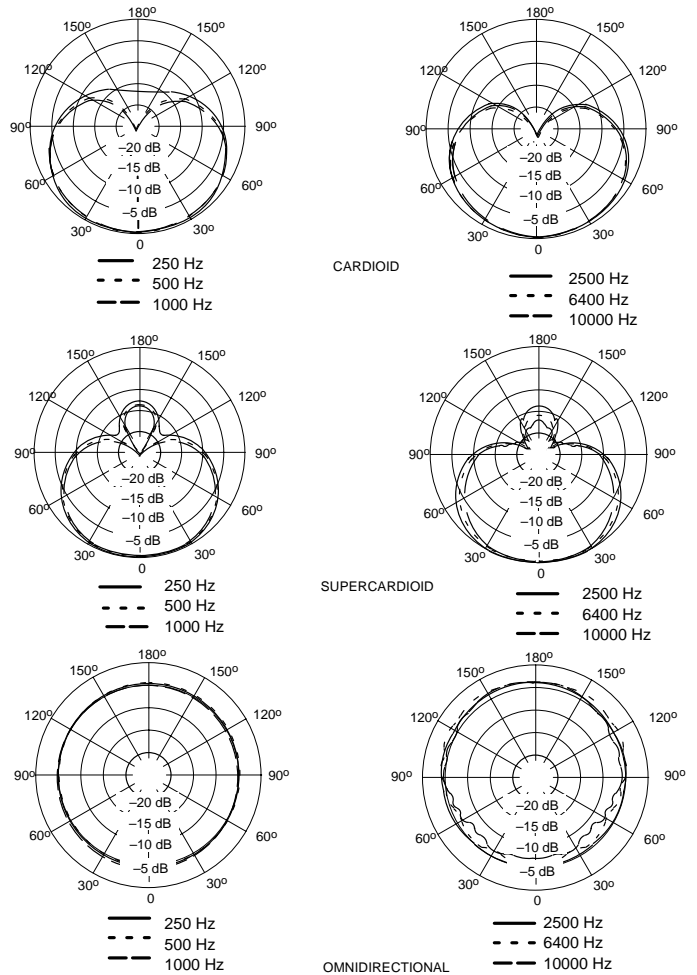 180º
150º 150º
120º 120º
90º 90º
60º 60º
30º 30º
0
–20 dB
–15 dB
–10 dB
–5 dB
250 Hz
500 Hz
1000 Hz
180º
150º 150º
120º 120º
90º 90º
60º 60º
30º 30º
0
–20 dB
–15 dB
–10 dB
–5 dB
2500 Hz
6400 Hz
10000 Hz
CARDIOID
180º
150º 150º
120º 120º
90º 90º
60º 60º
30º 30º
0
–20 dB
–15 dB
–10 dB
–5 dB
250 Hz
500 Hz
1000 Hz
180º
150º 150º
120º 120º
90º 90º
60º 60º
30º 30º
0
–20 dB
–15 dB
–10 dB
–5 dB
2500 Hz
6400 Hz
10000 Hz
SUPERCARDIOID
180º
150º 150º
120º 120º
90º 90º
60º 60º
30º 30º
0
–20 dB
–15 dB
–10 dB
–5 dB
250 Hz
500 Hz
1000 Hz
180º
150º 150º
120º 120º
90º 90º
60º 60º
30º 30º
0
–20 dB
–15 dB
–10 dB
–5 dB
2500 Hz
6400 Hz
10000 Hz
OMNIDIRECTIONAL